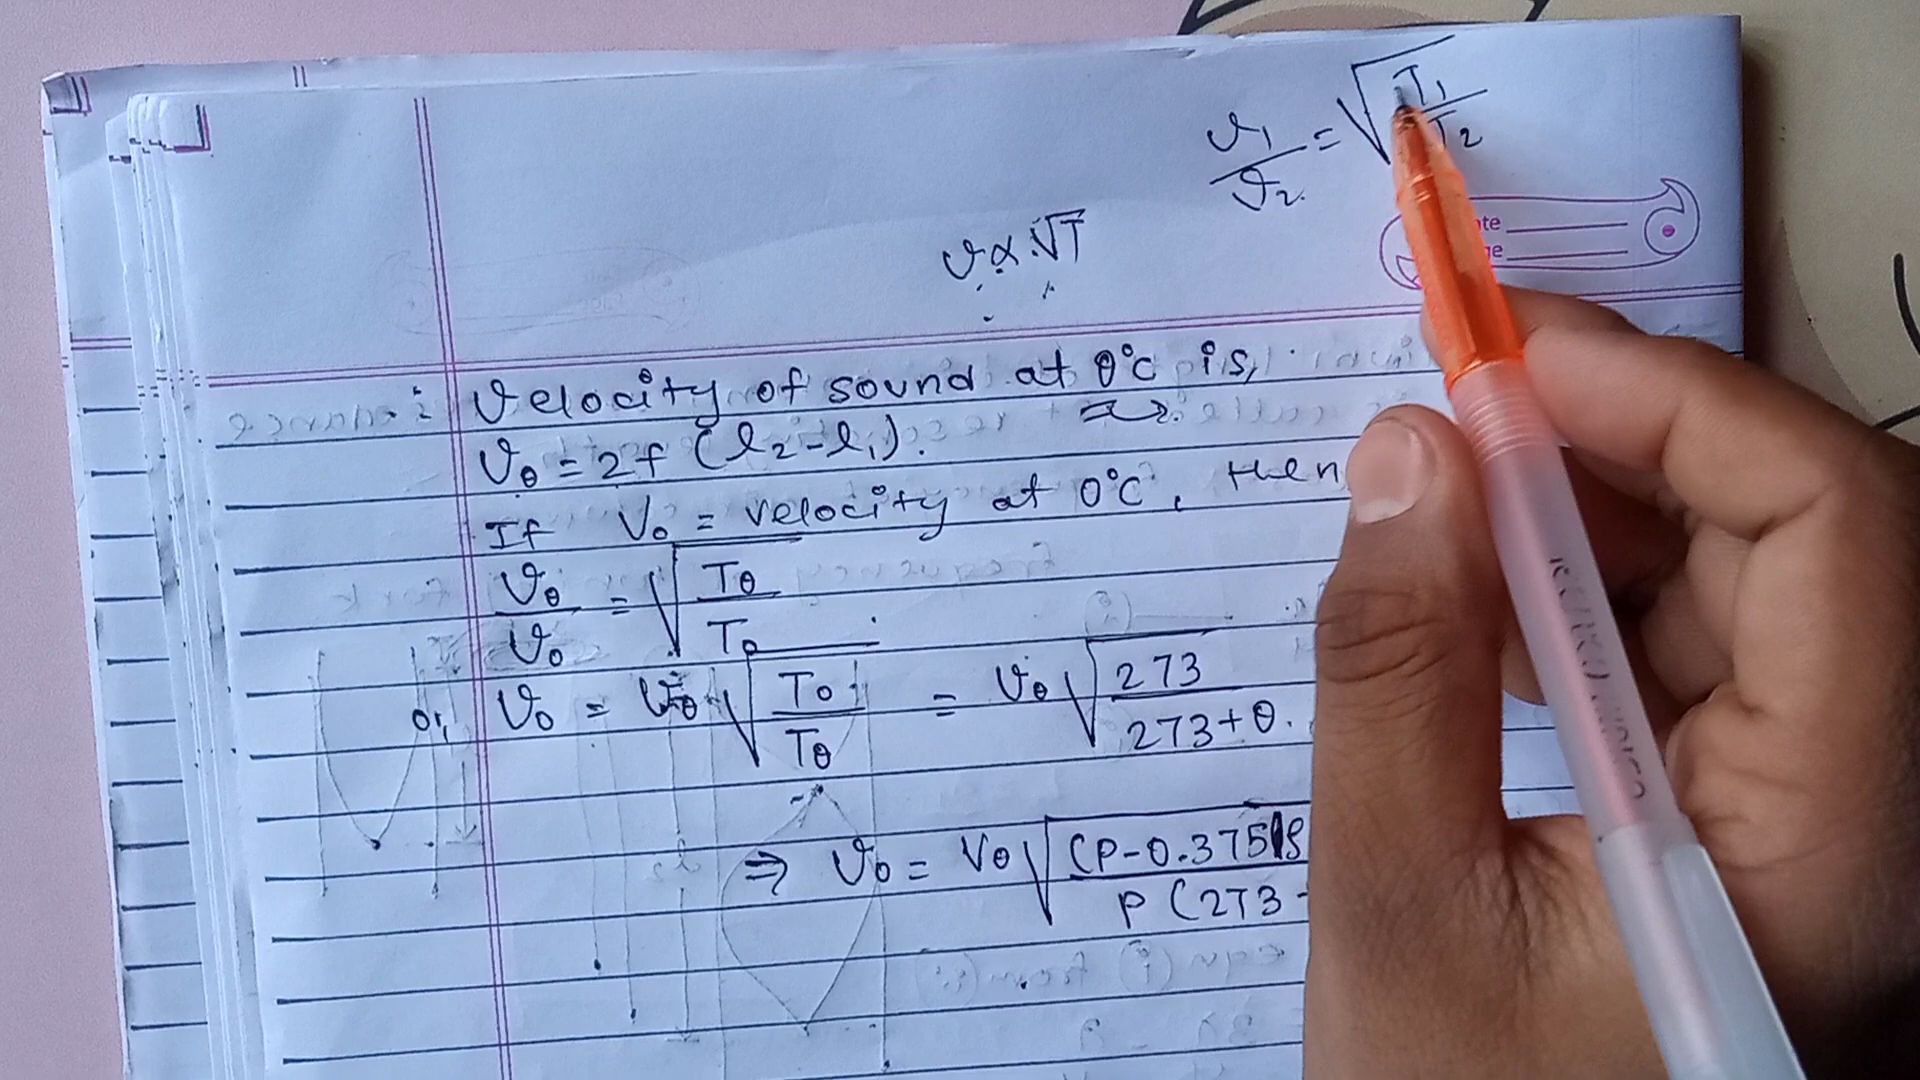 v₁/v₂ = √(T₁/T₂)
v ∝ √T
velocity of sound at θ°c is,
vθ = 2f (l₂-l₁).
If V₀ = velocity at 0°C, then
vθ/v₀ = √(Tθ/T₀)
or, v₀ = vθ √(T₀/Tθ) = vθ √(273/273+θ.
⇒ v₀ = Vθ √((P-0.375
P (273